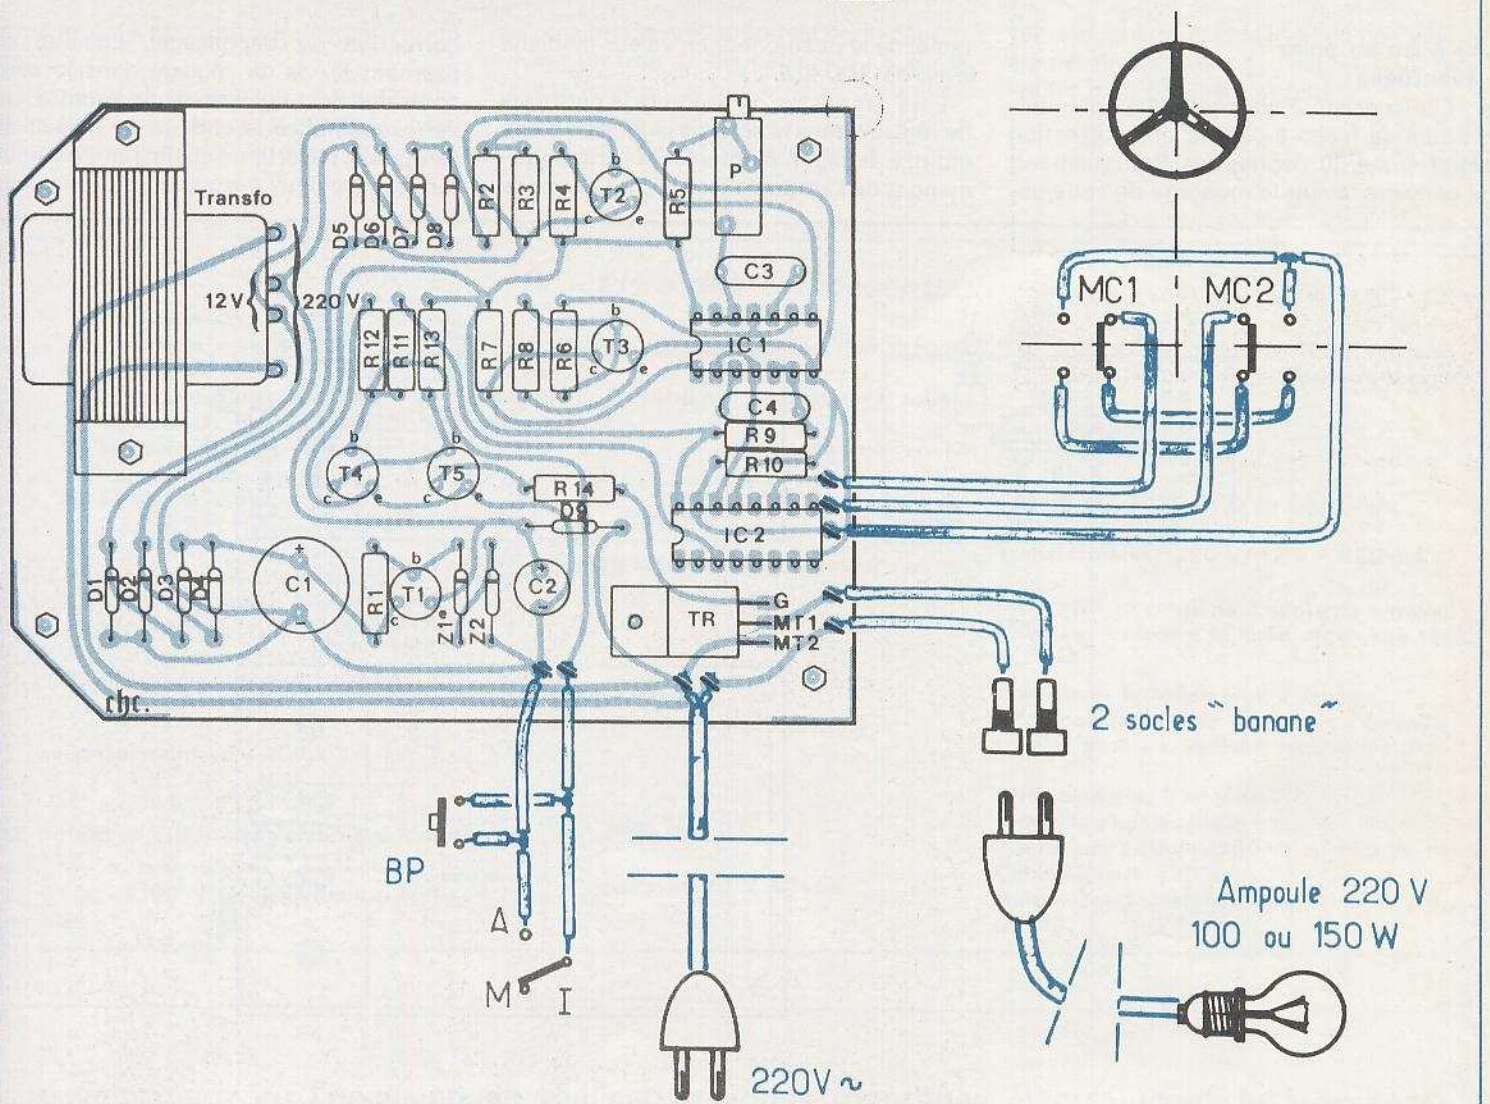 Transfo
12V
220 V
D5
D6
D7
D8
R2
R3
R4
b
T2
c
e
R5
P
C3
R12
R11
R13
R7
R8
R6
b
T3
c
e
IC1
C4
R9
R10
b
T4
c
e
b
T5
c
e
R14
D9
IC2
D1
D2
D3
D4
+
C1
−
R1
b
T1
c
e
Z1
Z2
+
C2
−
TR
G
MT1
MT2
chc.
MC1
MC2
2 socles "banane"
BP
A
M
I
220V ~
Ampoule 220 V
100 ou 150 W